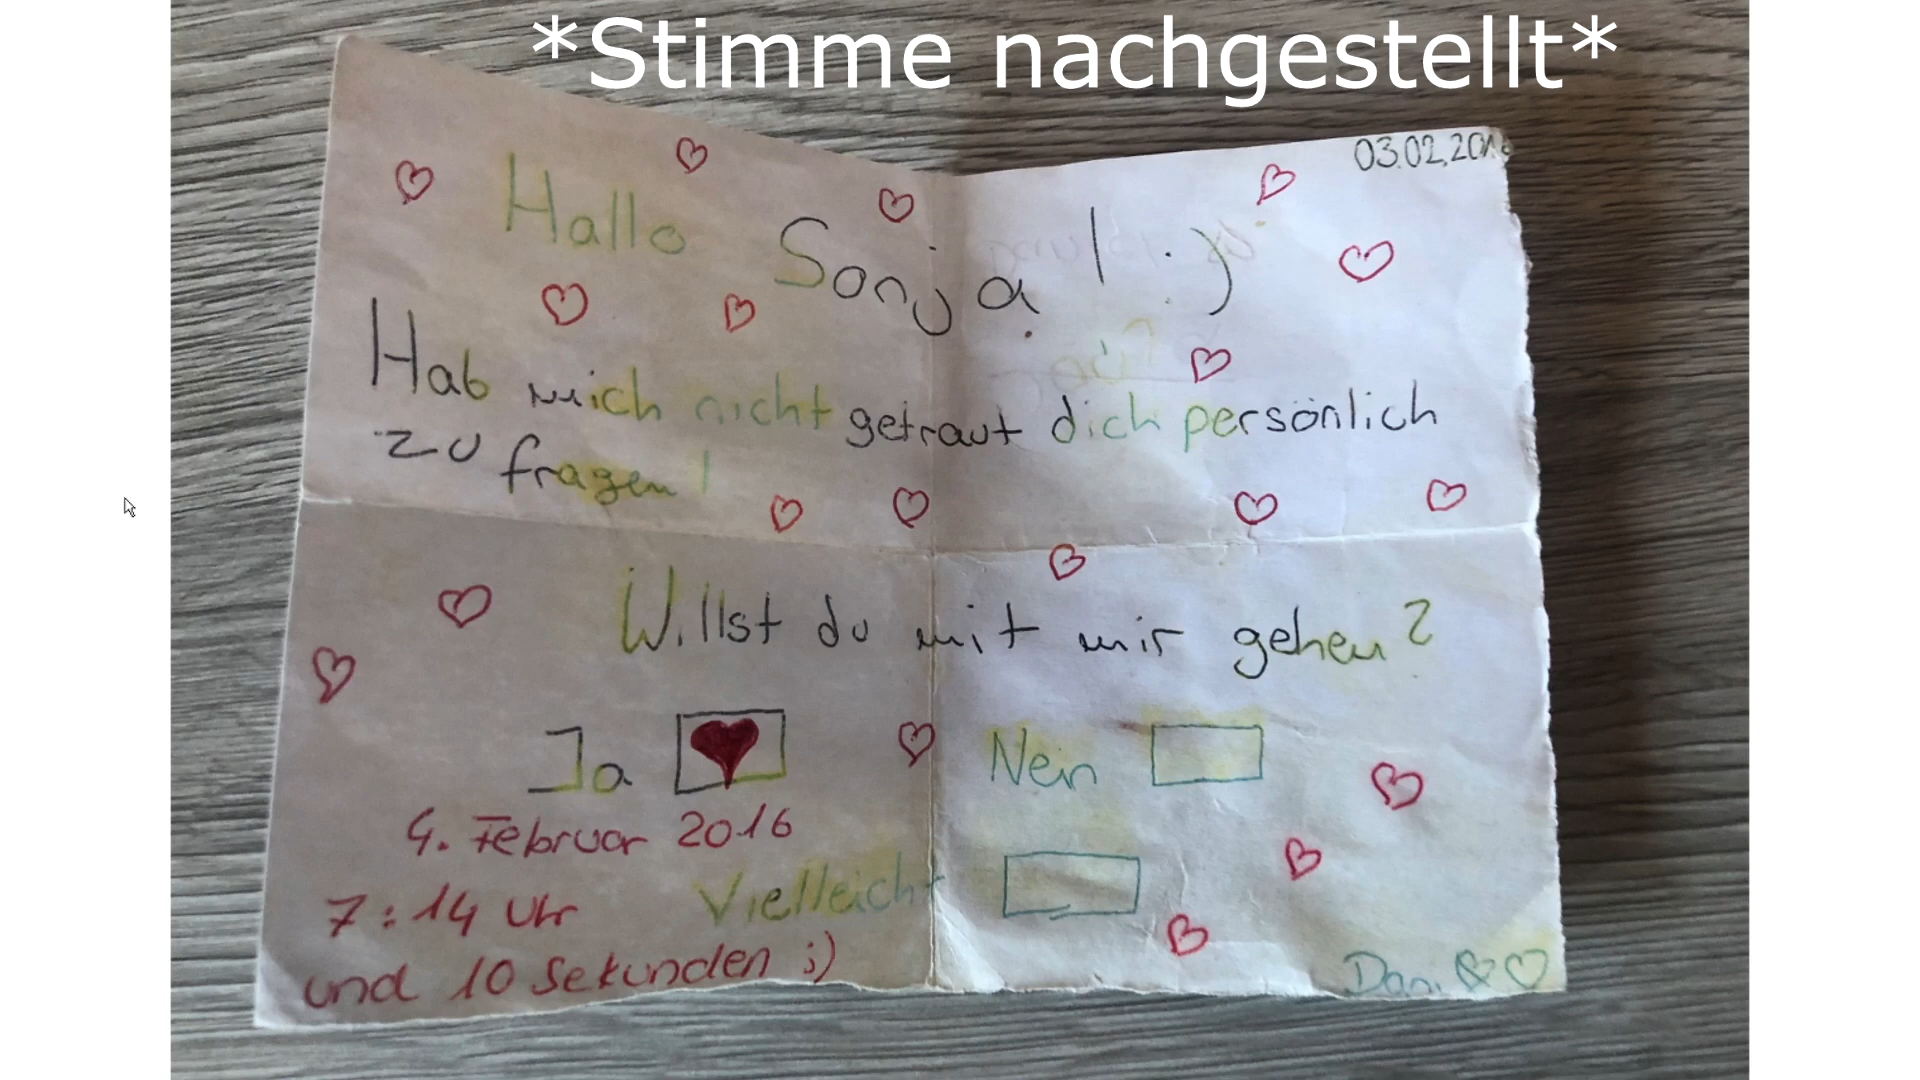 *Stimme nachgestellt*
03.02.2016
Hallo Sonja! :)
Hab mich nicht getraut dich persönlich
zu fragen!
Willst du mit mir gehen?
Ja Nein
4. Februar 2016
Vielleicht
7:14 Uhr
und 10 Sekunden ;)
Dani